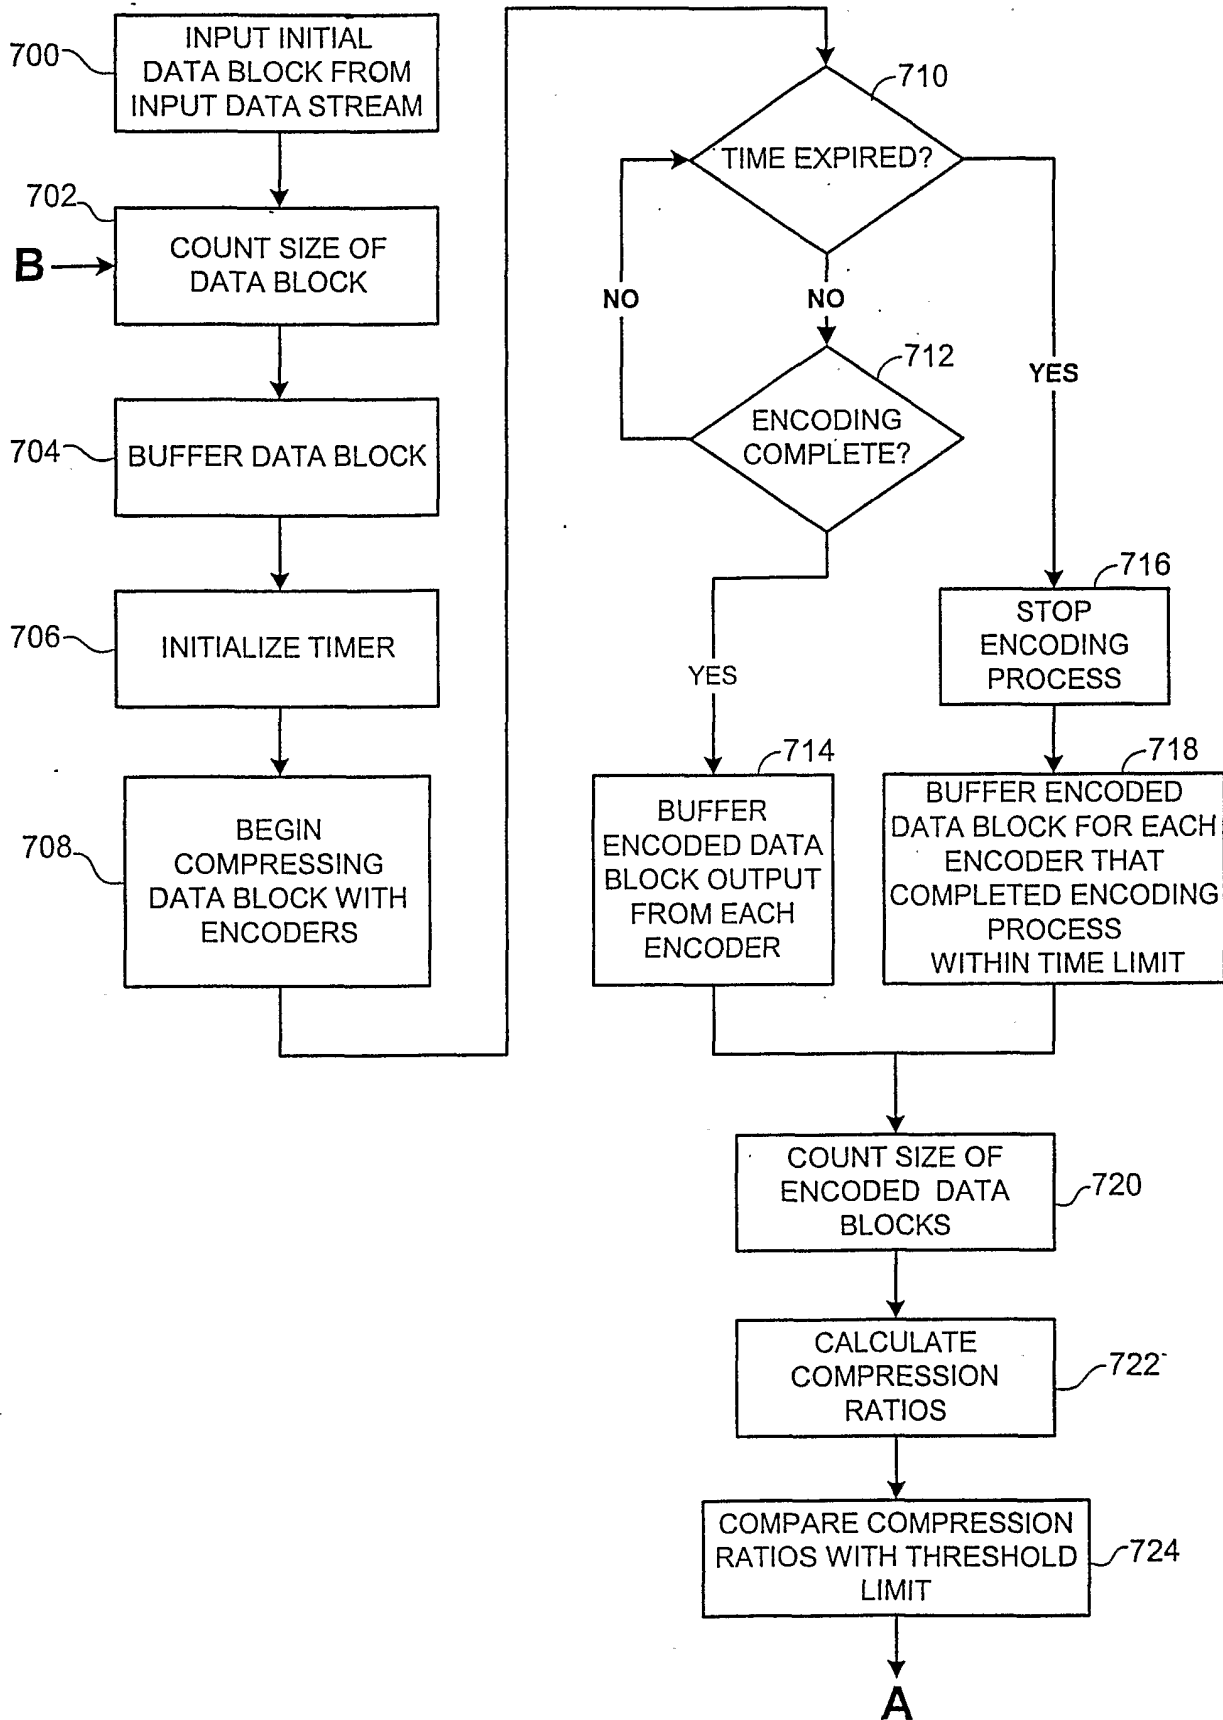 700
INPUT INITIAL
DATA BLOCK FROM
INPUT DATA STREAM
702
B
COUNT SIZE OF
DATA BLOCK
704
BUFFER DATA BLOCK
706
INITIALIZE TIMER
708
BEGIN
COMPRESSING
DATA BLOCK WITH
ENCODERS
710
TIME EXPIRED?
NO
NO
YES
712
ENCODING
COMPLETE?
YES
716
STOP
ENCODING
PROCESS
714
BUFFER
ENCODED DATA
BLOCK OUTPUT
FROM EACH
ENCODER
718
BUFFER ENCODED
DATA BLOCK FOR EACH
ENCODER THAT
COMPLETED ENCODING
PROCESS
WITHIN TIME LIMIT
720
COUNT SIZE OF
ENCODED DATA
BLOCKS
722
CALCULATE
COMPRESSION
RATIOS
724
COMPARE COMPRESSION
RATIOS WITH THRESHOLD
LIMIT
A